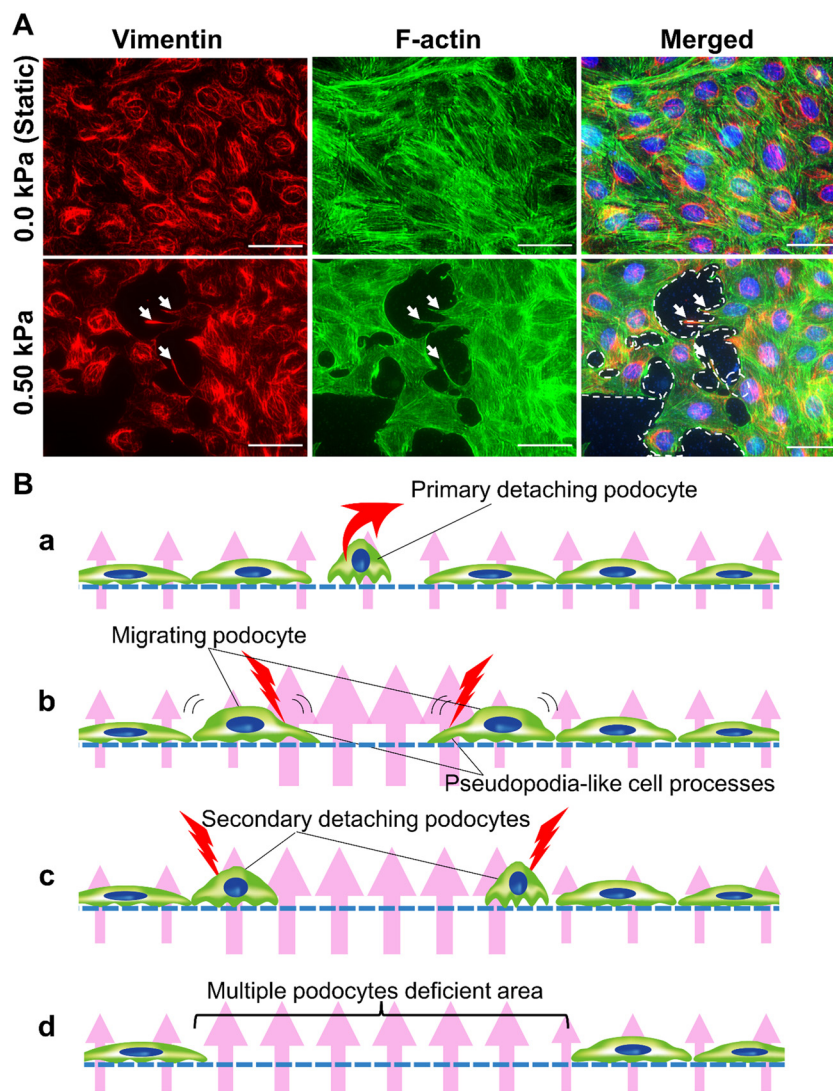 A
Vimentin
F-actin
Merged
0.0 kPa (Static)
0.50 kPa
B
Primary detaching podocyte
a
Migrating podocyte
b
Pseudopodia-like cell processes
Secondary detaching podocytes
c
Multiple podocytes deficient area
d